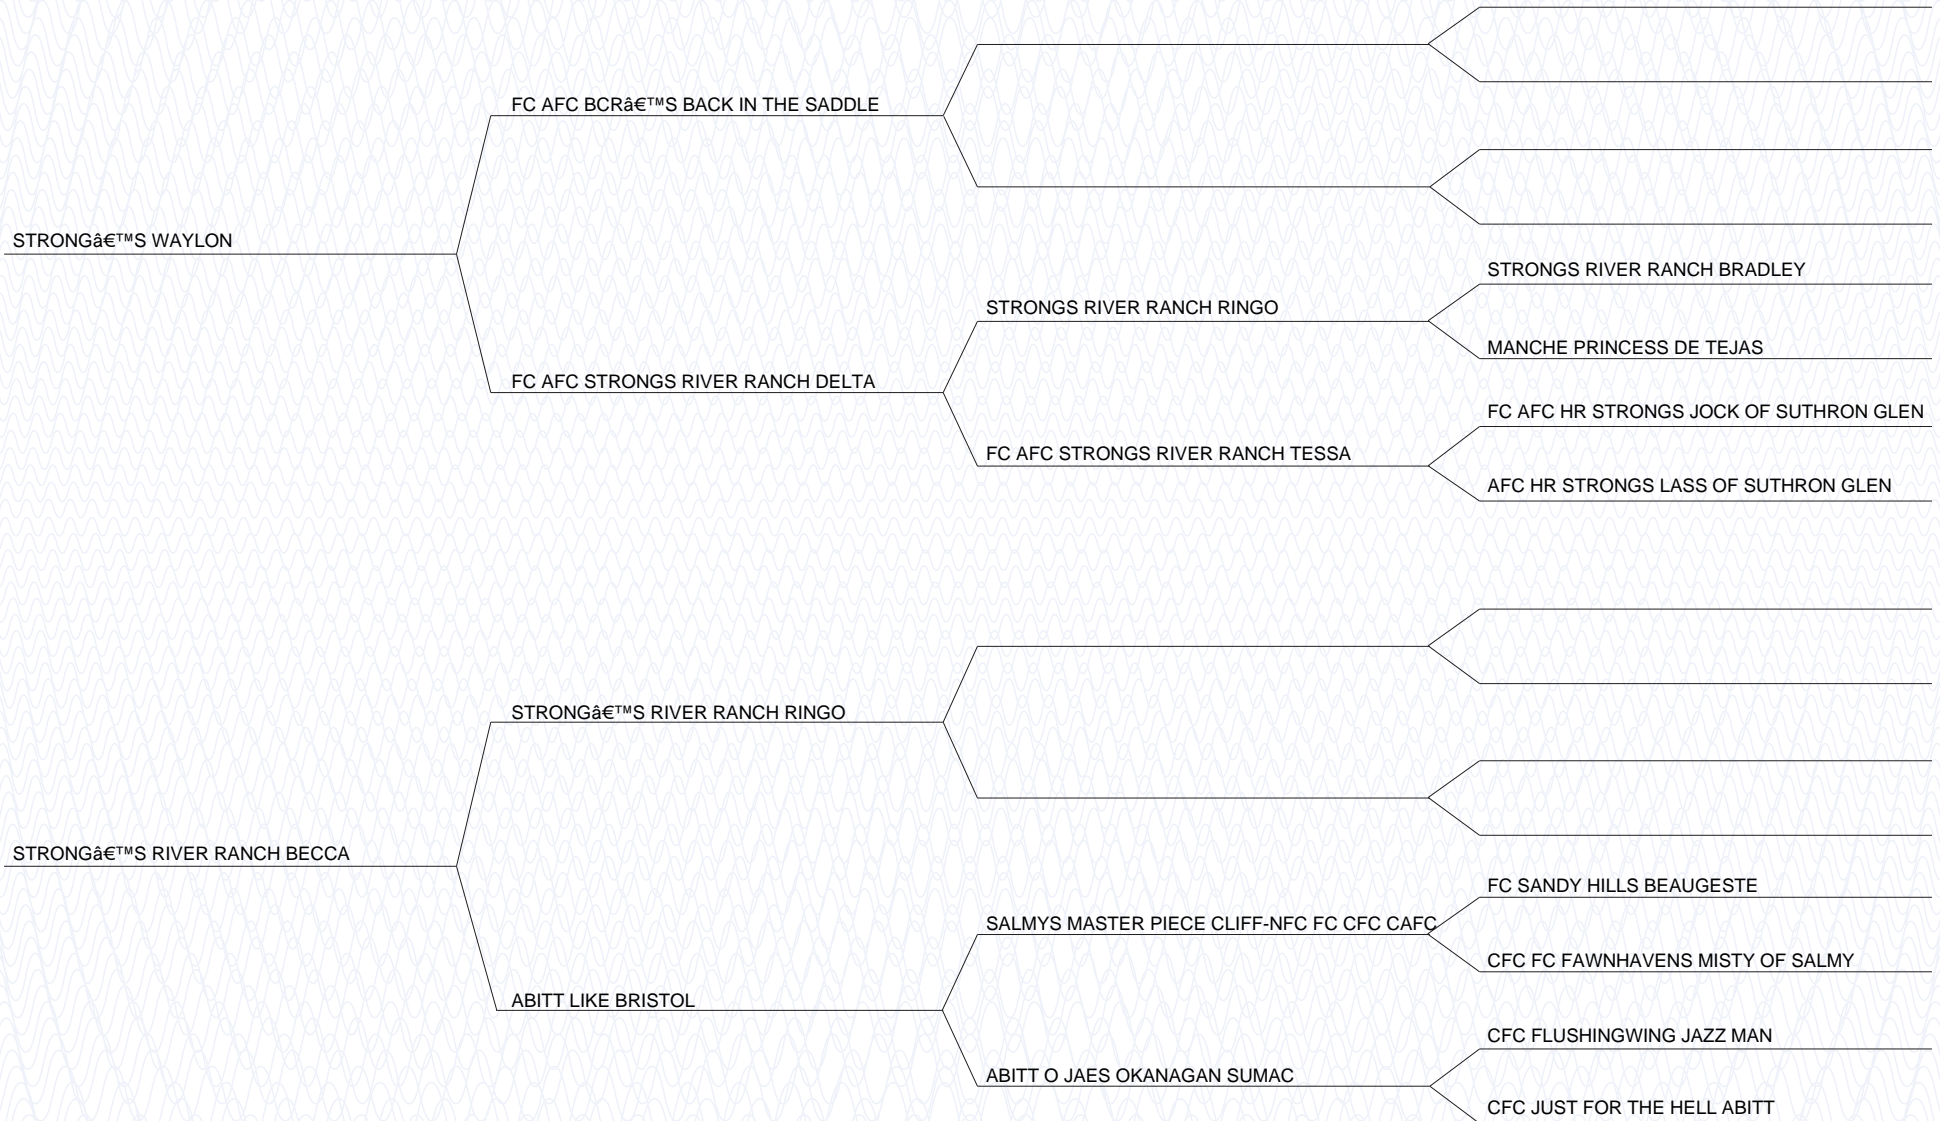 FC AFC BCRâ€™S BACK IN THE SADDLE
STRONGâ€™S WAYLON
STRONGS RIVER RANCH BRADLEY
STRONGS RIVER RANCH RINGO
MANCHE PRINCESS DE TEJAS
FC AFC STRONGS RIVER RANCH DELTA
FC AFC HR STRONGS JOCK OF SUTHRON GLEN
FC AFC STRONGS RIVER RANCH TESSA
AFC HR STRONGS LASS OF SUTHRON GLEN
STRONGâ€™S RIVER RANCH RINGO
STRONGâ€™S RIVER RANCH BECCA
FC SANDY HILLS BEAUGESTE
SALMYS MASTER PIECE CLIFF-NFC FC CFC CAFC
CFC FC FAWNHAVENS MISTY OF SALMY
ABITT LIKE BRISTOL
CFC FLUSHINGWING JAZZ MAN
ABITT O JAES OKANAGAN SUMAC
CFC JUST FOR THE HELL ABITT